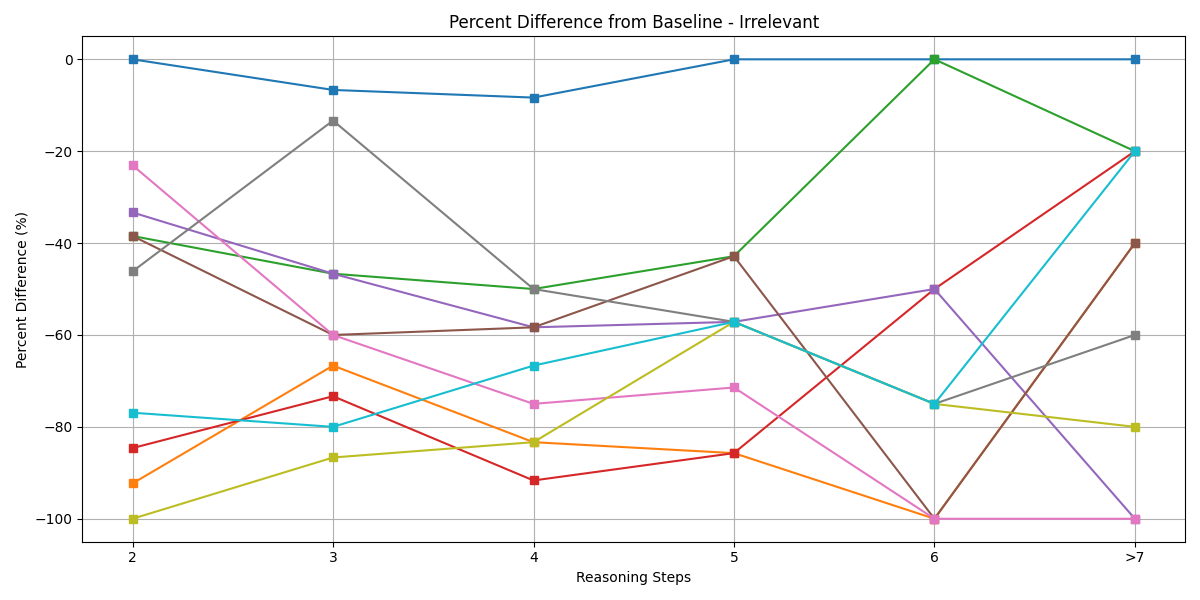 Percent Difference from Baseline - Irrelevant
Percent Difference (%)
0
−20
−40
−60
−80
−100
2 3 4 5 6 >7
Reasoning Steps